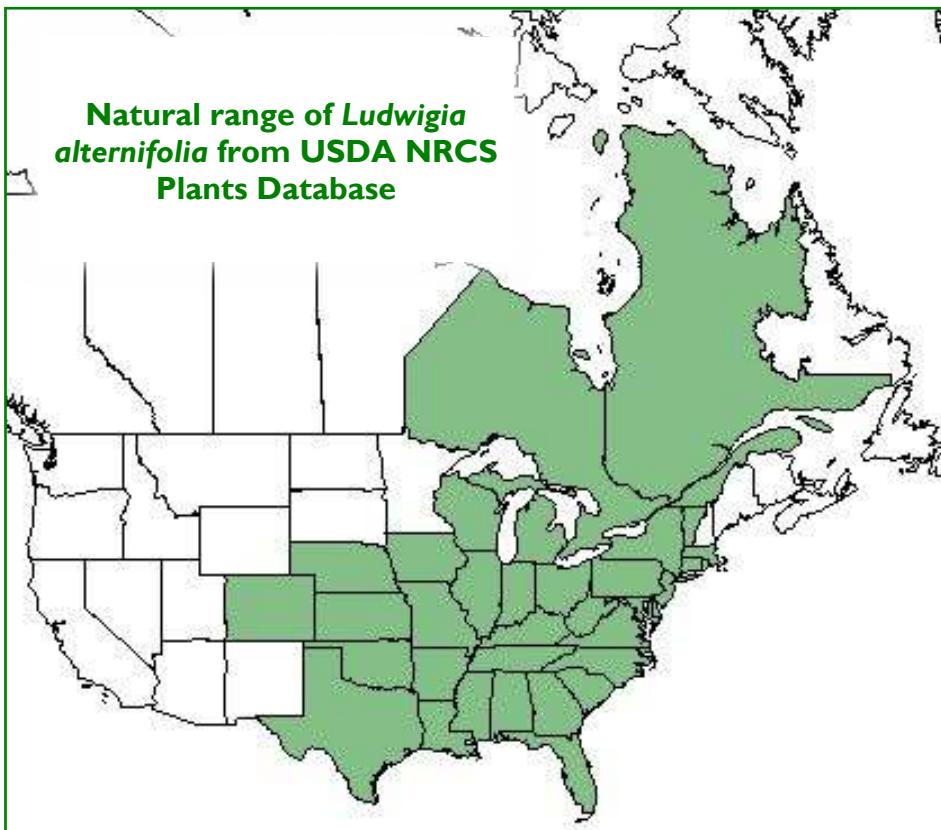 Natural range of Ludwigia
alternifolia from USDA NRCS
Plants Database